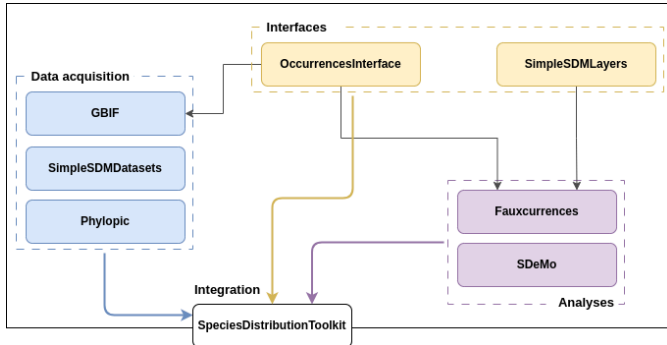 Interfaces
OccurrencesInterface
SimpleSDMLayers
Data acquisition
GBIF
SimpleSDMDatasets
Phylopic
Fauxcurrences
SDeMo
Analyses
Integration
SpeciesDistributionToolkit